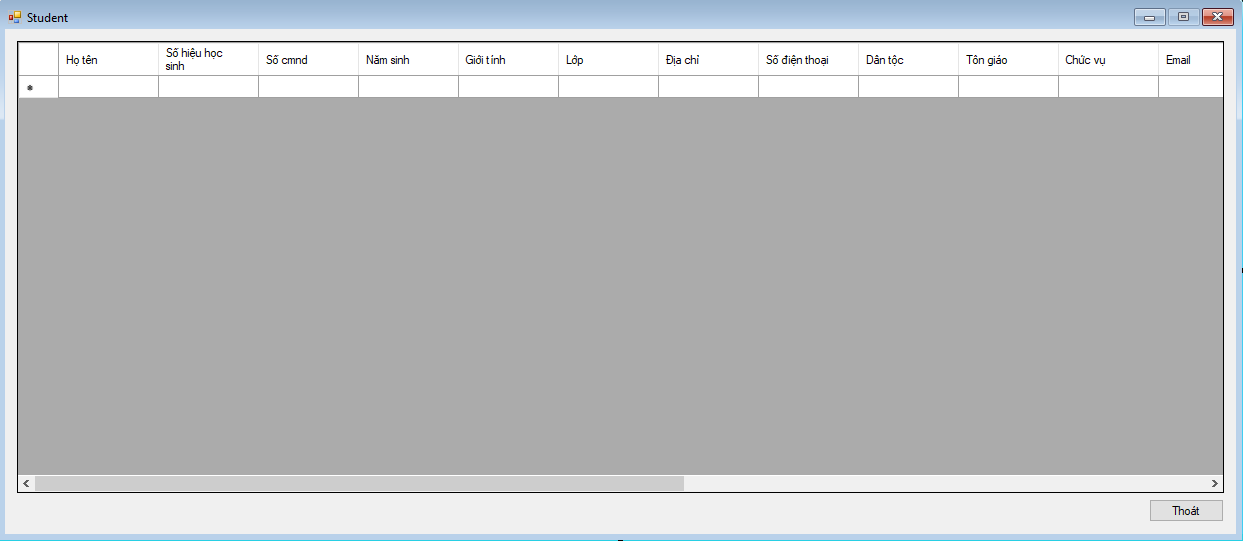 Student
Họ tên
Số hiệu học
sinh
Số cmnd
Năm sinh
Giới tính
Lớp
Địa chỉ
Số điện thoại
Dân tộc
Tôn giáo
Chức vụ
Email
Thoát